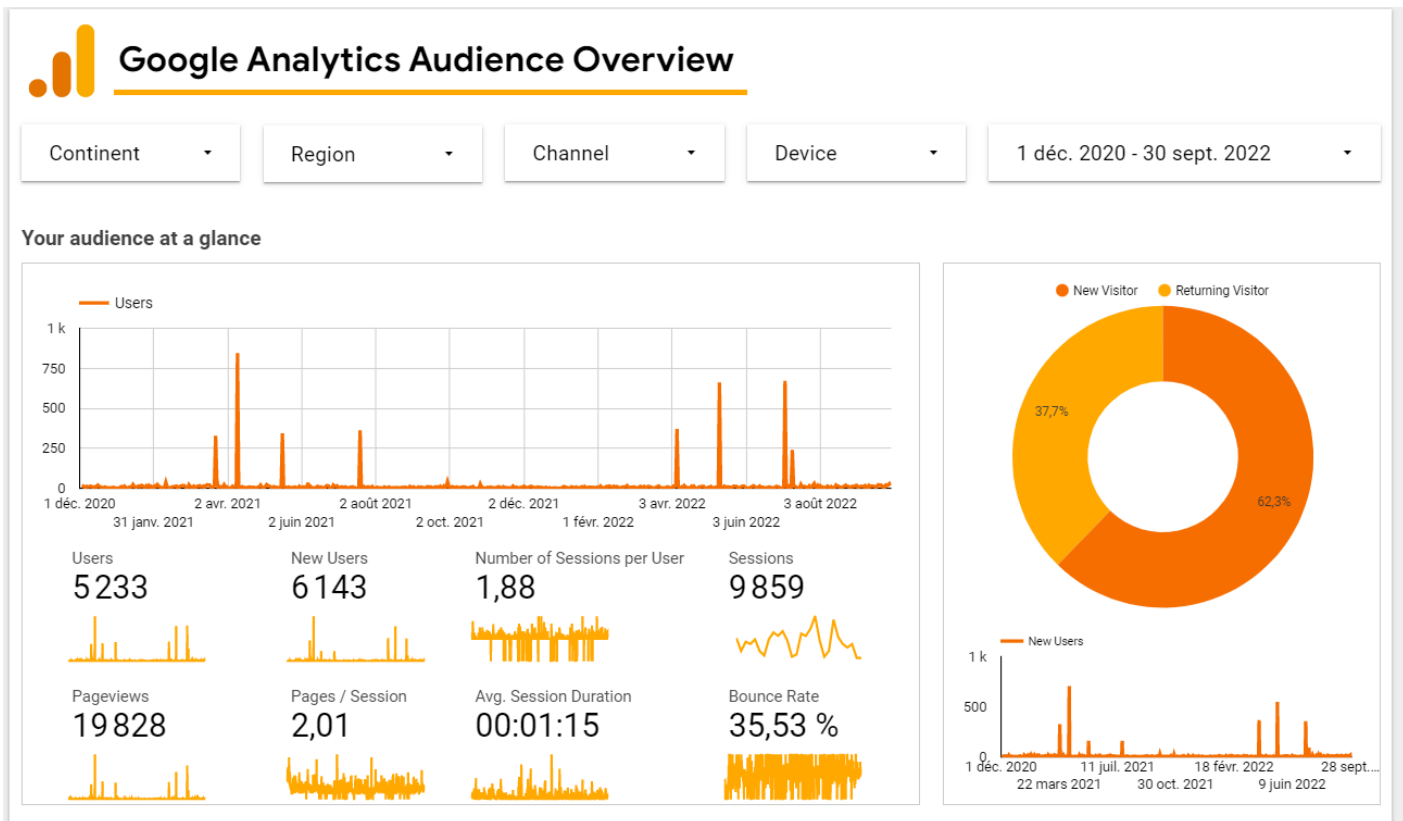 Google Analytics Audience Overview
Continent
Region
Channel
Device
1 déc. 2020 - 30 sept. 2022
Your audience at a glance
Users
1 k
750
500
250
0
1 déc. 2020
31 janv. 2021
2 avr. 2021
2 juin 2021
2 août 2021
2 oct. 2021
2 déc. 2021
1 févr. 2022
3 avr. 2022
3 juin 2022
3 août 2022
Users
5 233
New Users
6 143
Number of Sessions per User
1,88
Sessions
9 859
Pageviews
19 828
Pages / Session
2,01
Avg. Session Duration
00:01:15
Bounce Rate
35,53 %
New Visitor
Returning Visitor
37,7%
62,3%
New Users
1 k
500
0
1 déc. 2020
22 mars 2021
11 juil. 2021
30 oct. 2021
18 févr. 2022
9 juin 2022
28 sept....